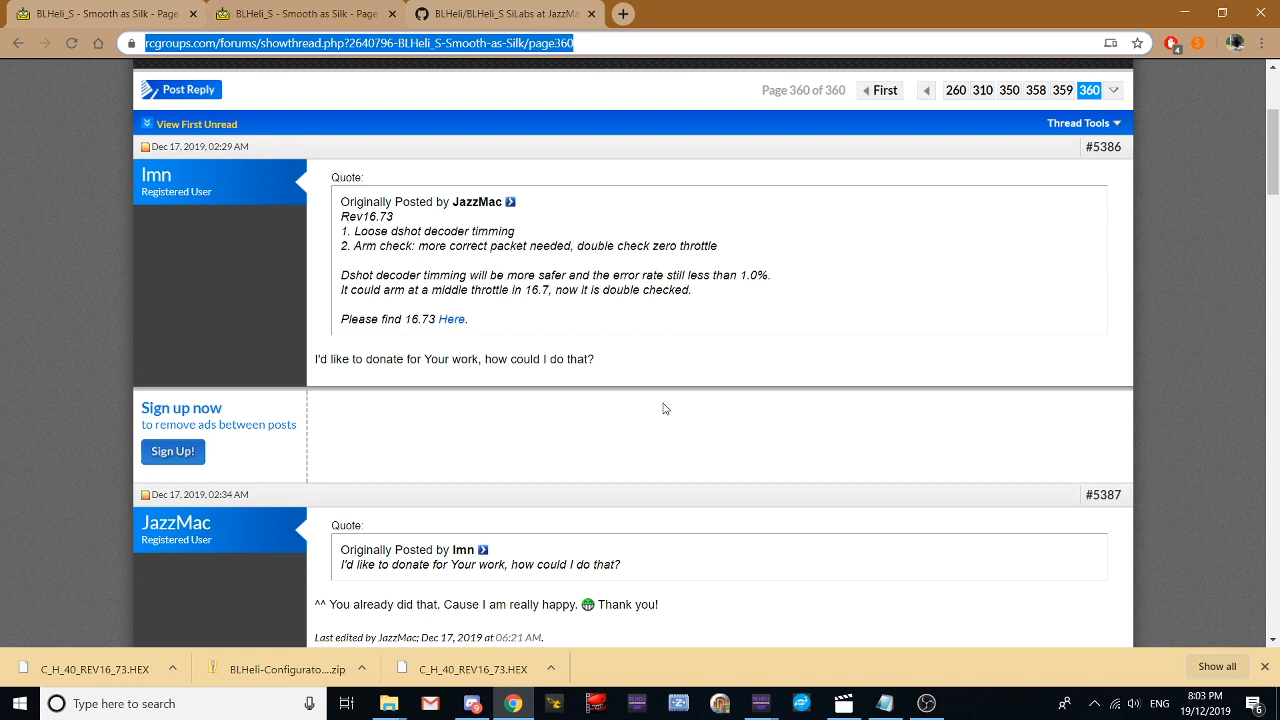 BLHeli_S - Smooth as Silk - Page
BLHeli_S - Smooth as Silk - Page
BLHeli/BLHeli_S SiLabs at JazzMa
rcgroups.com/forums/showthread.php?2640796-BLHeli_S-Smooth-as-Silk/page360
4
Post Reply
Page 360 of 360
First
260 310 350 358 359 360
View First Unread
Thread Tools
Dec 17, 2019, 02:29 AM
#5386
lmn
Registered User
Quote:
Originally Posted by JazzMac
Rev16.73
1. Loose dshot decoder timming
2. Arm check: more correct packet needed, double check zero throttle
Dshot decoder timming will be more safer and the error rate still less than 1.0%.
It could arm at a middle throttle in 16.7, now it is double checked.
Please find 16.73 Here.
I'd like to donate for Your work, how could I do that?
Sign up now
to remove ads between posts
Sign Up!
Dec 17, 2019, 02:34 AM
#5387
JazzMac
Registered User
Quote:
Originally Posted by lmn
I'd like to donate for Your work, how could I do that?
^^ You already did that. Cause I am really happy. Thank you!
Last edited by JazzMac; Dec 17, 2019 at 06:21 AM.
C_H_40_REV16_73.HEX
BLHeli-Configurato....zip
C_H_40_REV16_73.HEX
Show all
Type here to search
ENG
8:03 PM
19/12/2019
6